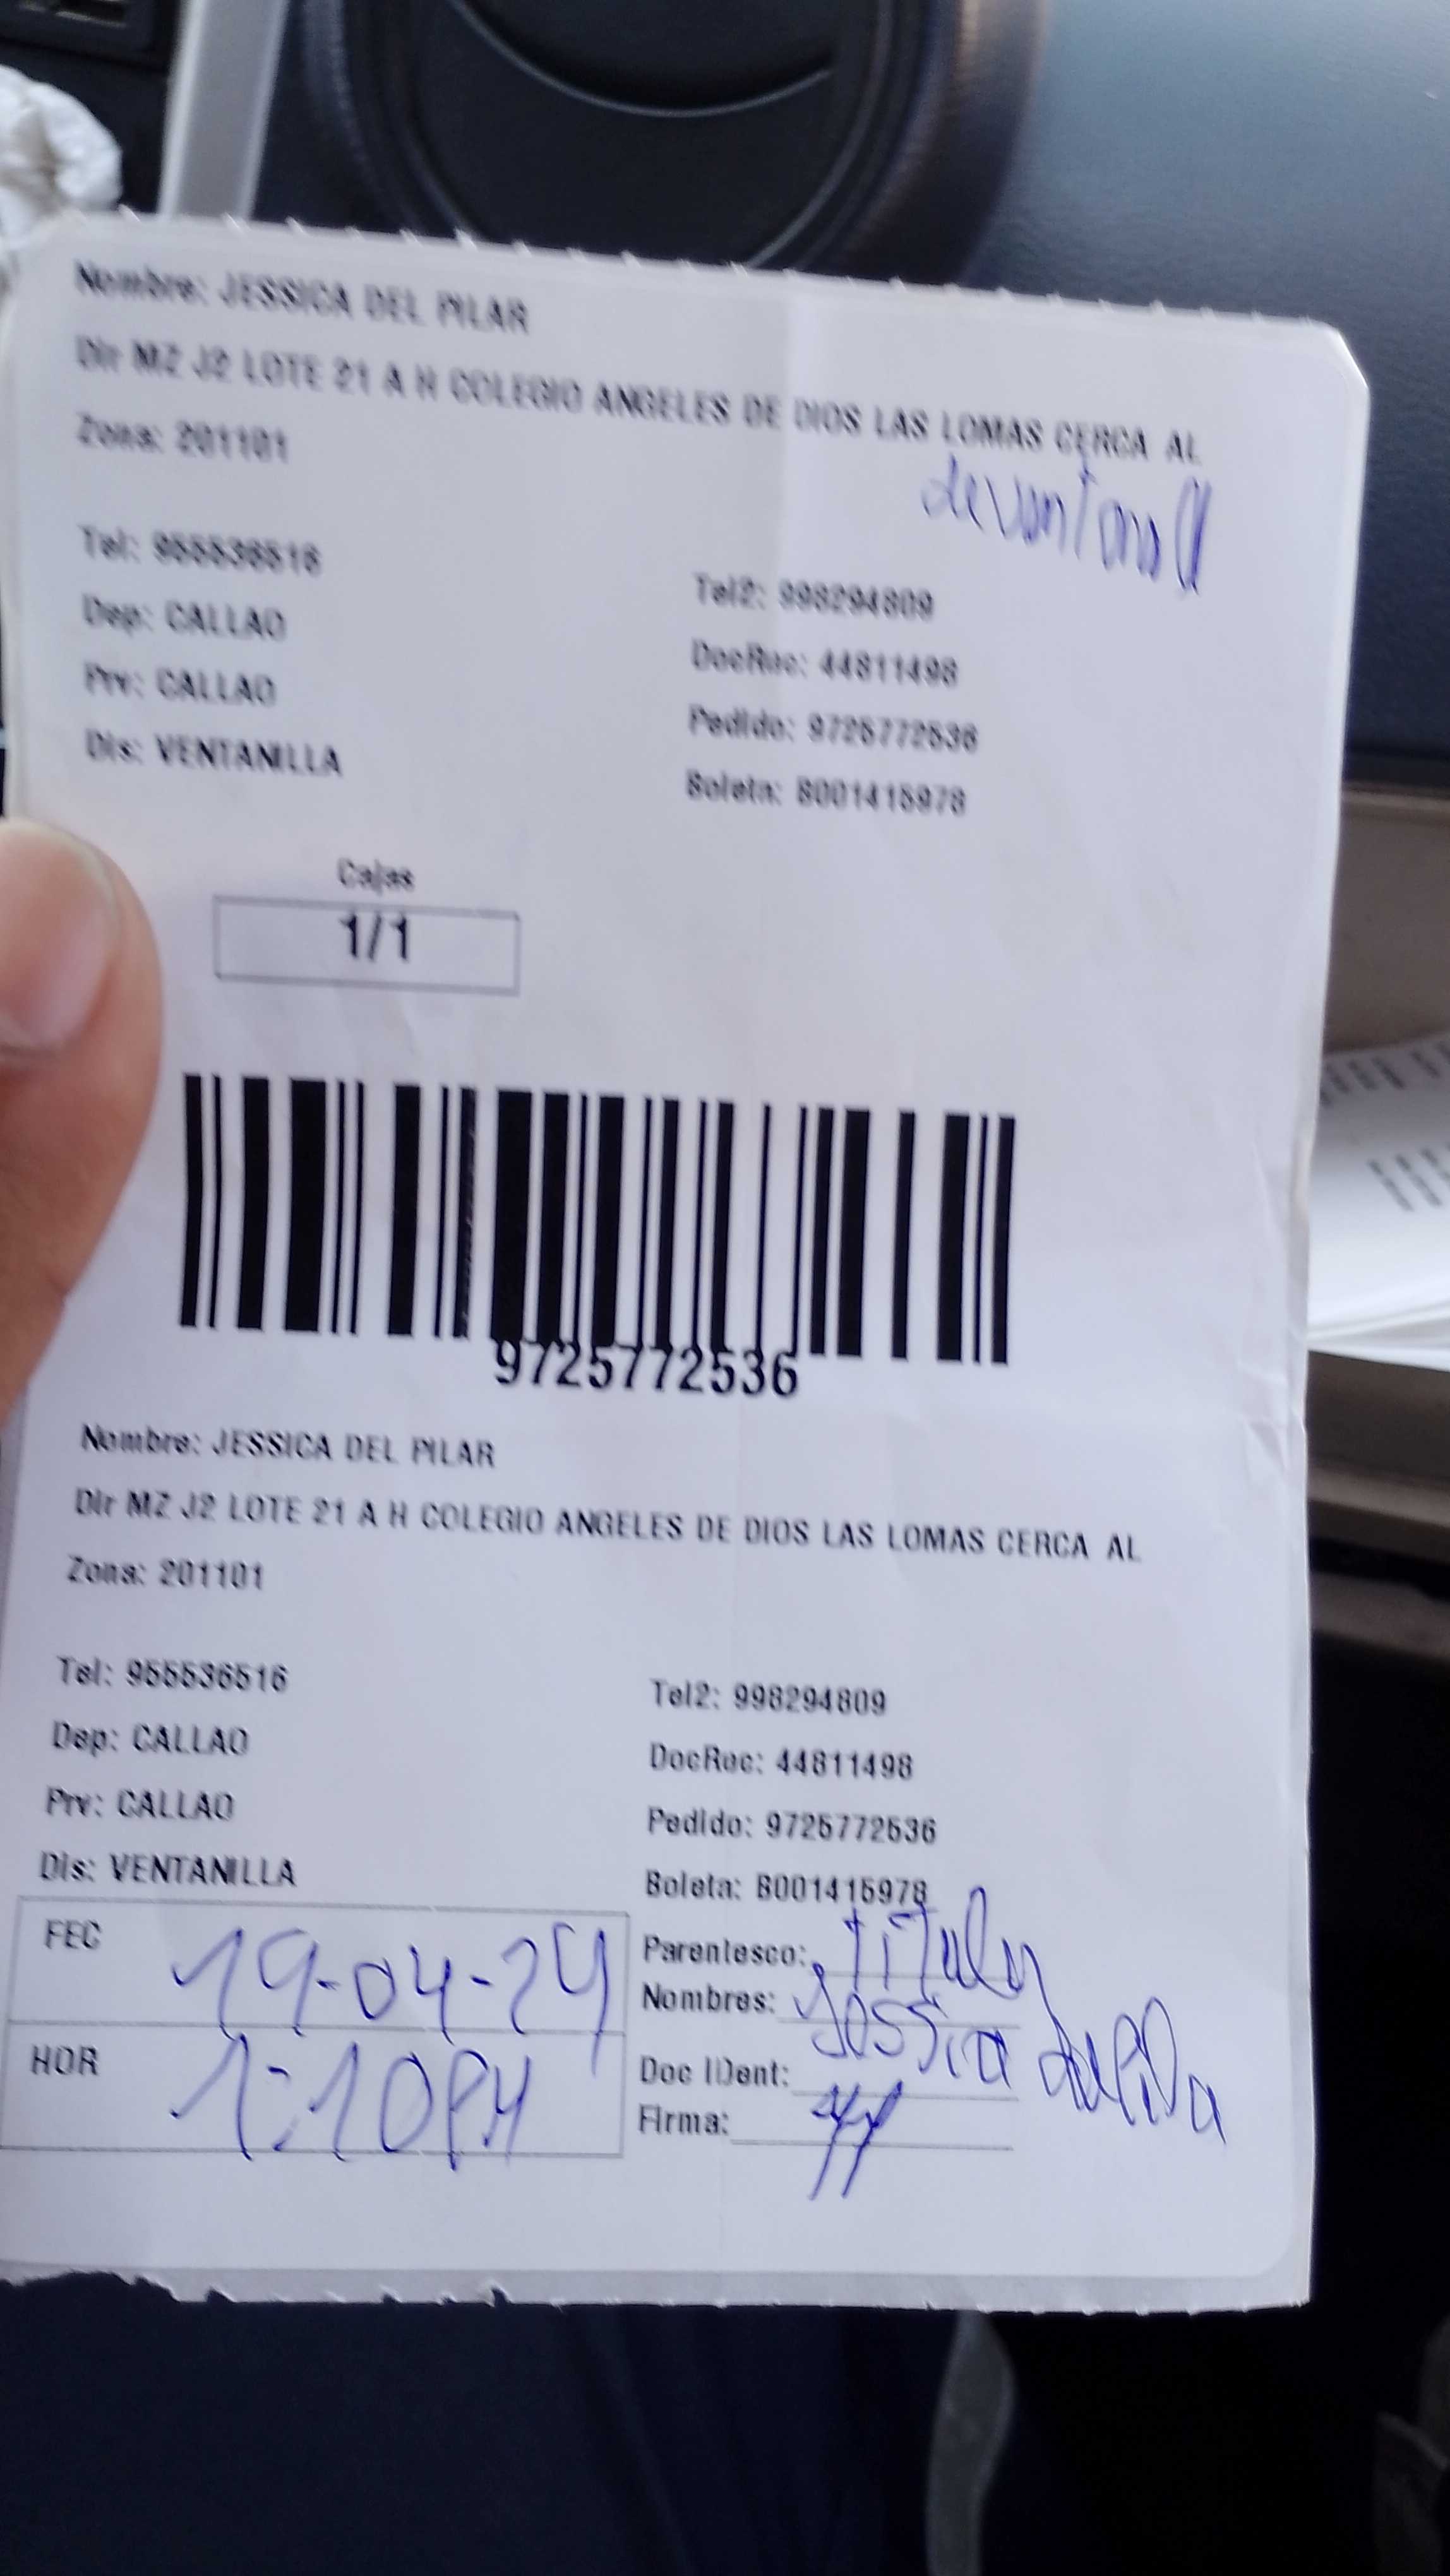 Nombre: JESSICA DEL PILAR
Dir MZ J2 LOTE 21 A H COLEGIO ANGELES DE DIOS LAS LOMAS CERCA AL
Zona: 201101
Tel: 955536516
Tel2: 998294809
Dep: CALLAO
DocRec: 44811498
Prv: CALLAO
Pedido: 9725772536
Dis: VENTANILLA
Boleta: B001415978
Cajas
1/1
9725772536
Nombre: JESSICA DEL PILAR
Dir MZ J2 LOTE 21 A H COLEGIO ANGELES DE DIOS LAS LOMAS CERCA AL
Zona: 201101
Tel: 955536516
Tel2: 998294809
Dep: CALLAO
DocRec: 44811498
Prv: CALLAO
Pedido: 9725772536
Dis: VENTANILLA
Boleta: B001415978
FEC 19-04-24
Parentesco:
Nombres: Jessica
HOR 1:10PM
Doc IDent:
Firma: